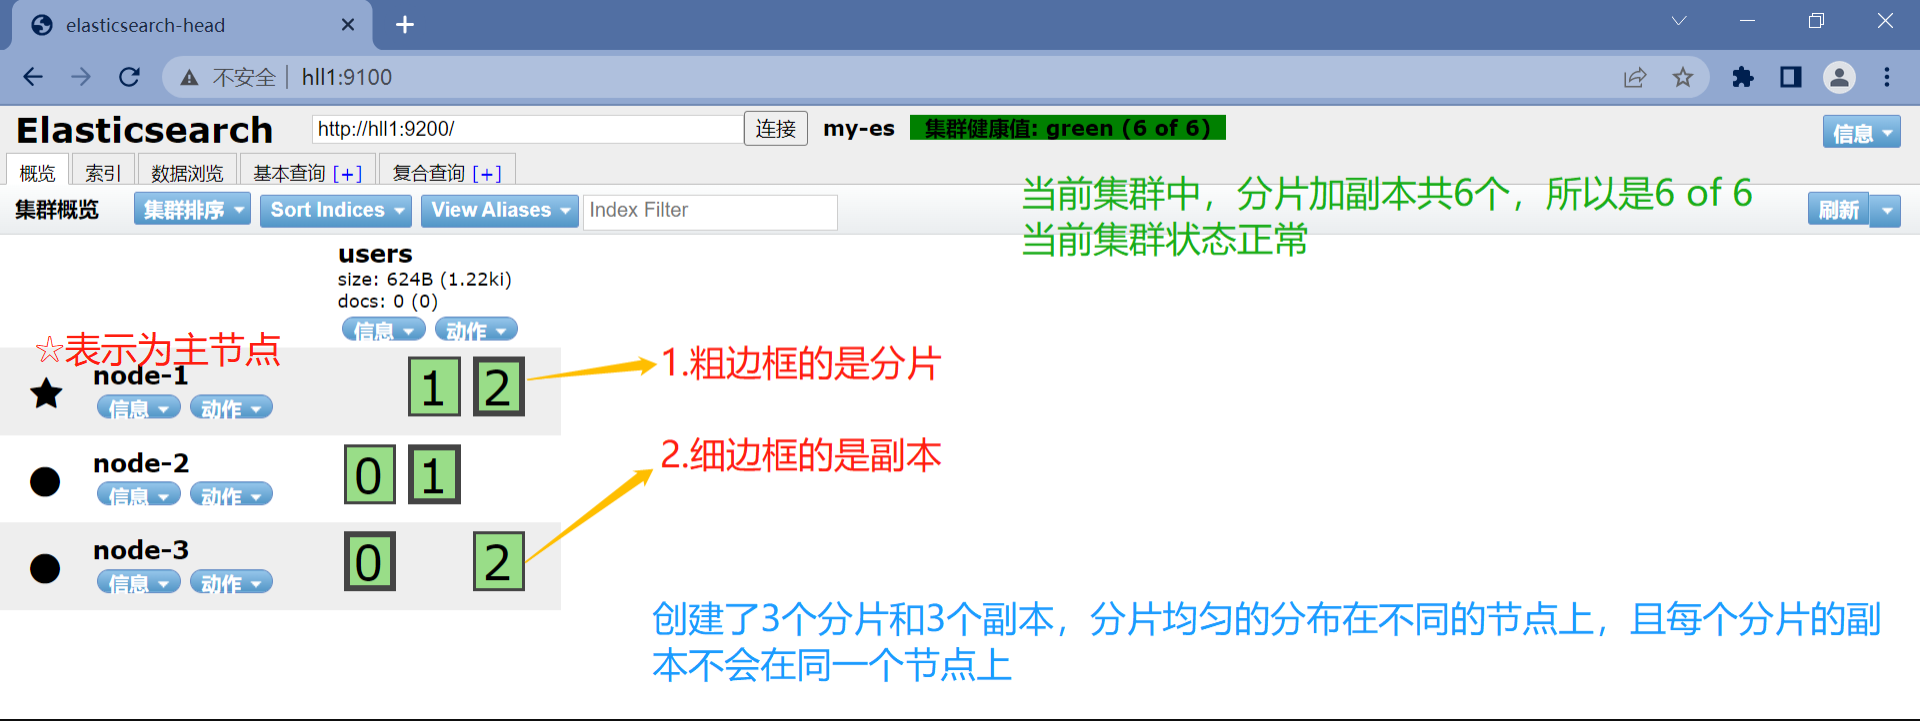 elasticsearch-head
不安全 | hll1:9100
Elasticsearch http://hll1:9200/ 连接 my-es 集群健康值: green (6 of 6) 信息
概览 索引 数据浏览 基本查询 [+] 复合查询 [+]
集群概览 集群排序 Sort Indices View Aliases Index Filter 刷新
当前集群中，分片加副本共6个，所以是6 of 6
当前集群状态正常
users
size: 624B (1.22ki)
docs: 0 (0)
信息 动作
☆表示为主节点
node-1
信息 动作
1 2
1.粗边框的是分片
node-2
信息 动作
0 1
2.细边框的是副本
node-3
信息 动作
0 2
创建了3个分片和3个副本，分片均匀的分布在不同的节点上，且每个分片的副
本不会在同一个节点上